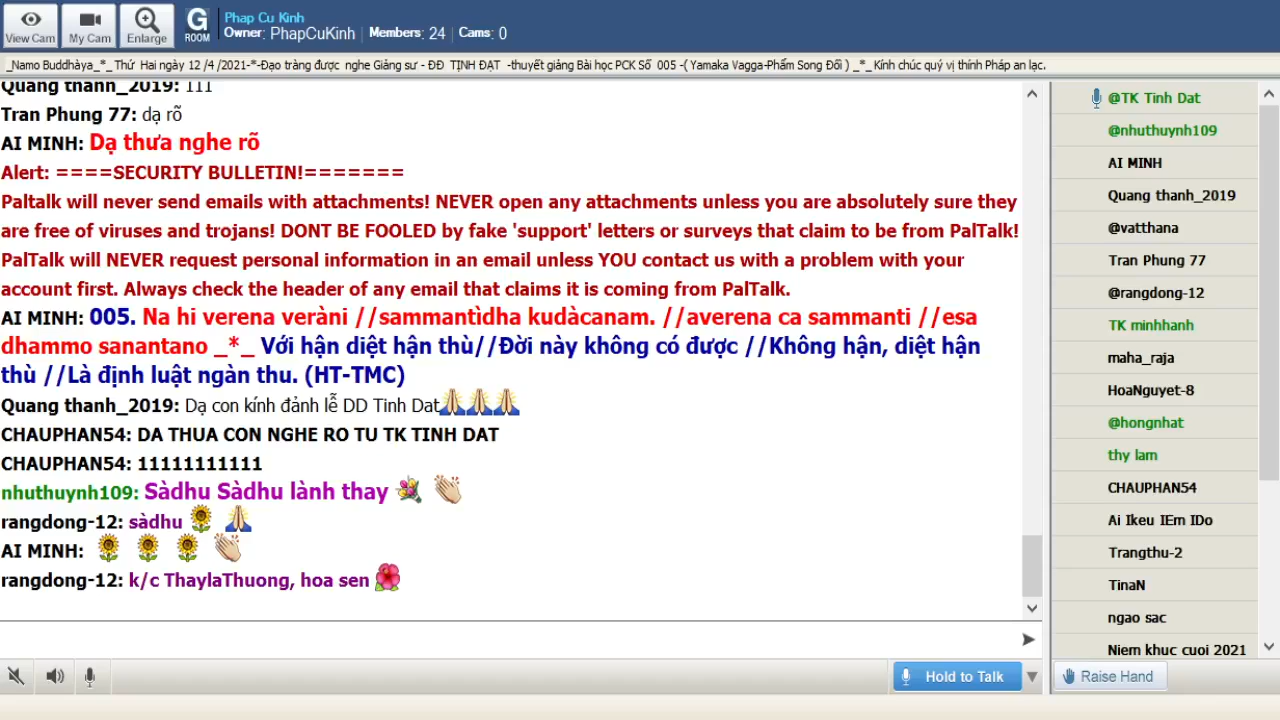 View Cam
My Cam
Enlarge
G
ROOM
Phap Cu Kinh
Owner: PhapCuKinh | Members: 24 | Cams: 0
_Namo Buddhàya_*_ Thứ Hai ngày 12 /4 /2021-*-Đạo tràng được nghe Giảng sư - ĐĐ TỊNH ĐẠT -thuyết giảng Bài học PCK Số 005 -( Yamaka Vagga-Phẩm Song Đối ) _*_ Kính chúc quý vị thính Pháp an lạc.
Quang thanh_2019: 111
Tran Phung 77: dạ rõ
AI MINH: Dạ thưa nghe rõ
Alert: ====SECURITY BULLETIN!=======
Paltalk will never send emails with attachments! NEVER open any attachments unless you are absolutely sure they
are free of viruses and trojans! DONT BE FOOLED by fake 'support' letters or surveys that claim to be from PalTalk!
PalTalk will NEVER request personal information in an email unless YOU contact us with a problem with your
account first. Always check the header of any email that claims it is coming from PalTalk.
AI MINH: 005. Na hi verena veràni //sammantìdha kudàcanam. //averena ca sammanti //esa
dhammo sanantano _*_ Với hận diệt hận thù//Đời này không có được //Không hận, diệt hận
thù //Là định luật ngàn thu. (HT-TMC)
Quang thanh_2019: Dạ con kính đảnh lễ DD Tinh Dat🙏🙏🙏
CHAUPHAN54: DA THUA CON NGHE RO TU TK TINH DAT
CHAUPHAN54: 11111111111
nhuthuynh109: Sàdhu Sàdhu lành thay
rangdong-12: sàdhu
AI MINH:
rangdong-12: k/c ThaylaThuong, hoa sen
Hold to Talk
@TK Tinh Dat
@nhuthuynh109
AI MINH
Quang thanh_2019
@vatthana
Tran Phung 77
@rangdong-12
TK minhhanh
maha_raja
HoaNguyet-8
@hongnhat
thy lam
CHAUPHAN54
Ai Ikeu IEm IDo
Trangthu-2
TinaN
ngao sac
Niem khuc cuoi 2021
Raise Hand